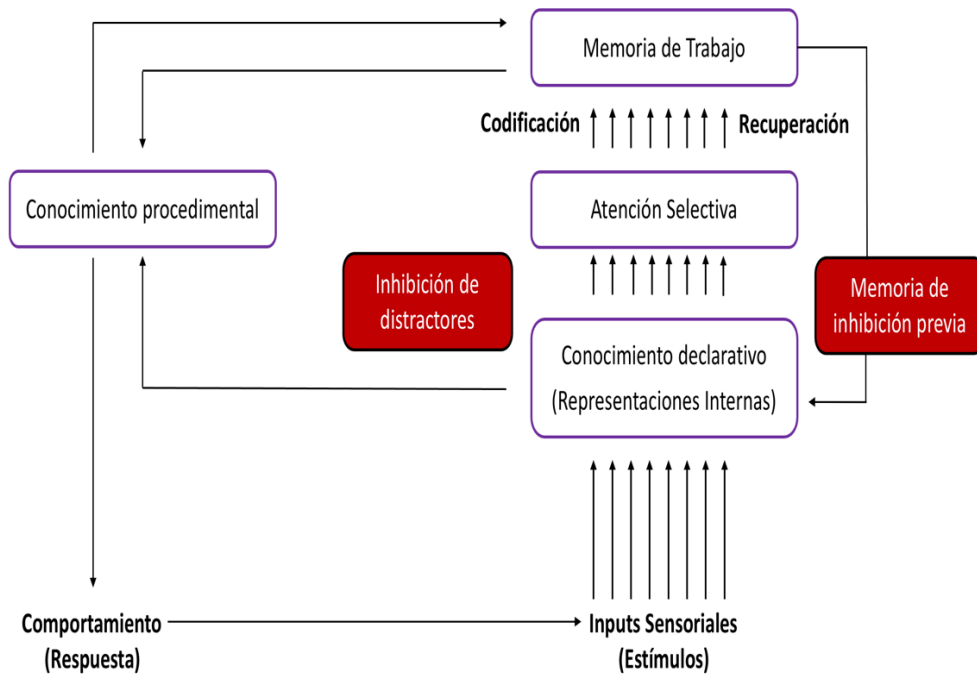 Memoria de Trabajo
Codificación
Recuperación
Conocimiento procedimental
Atención Selectiva
Inhibición de
distractores
Memoria de
inhibición previa
Conocimiento declarativo
(Representaciones Internas)
Comportamiento
(Respuesta)
Inputs Sensoriales
(Estímulos)